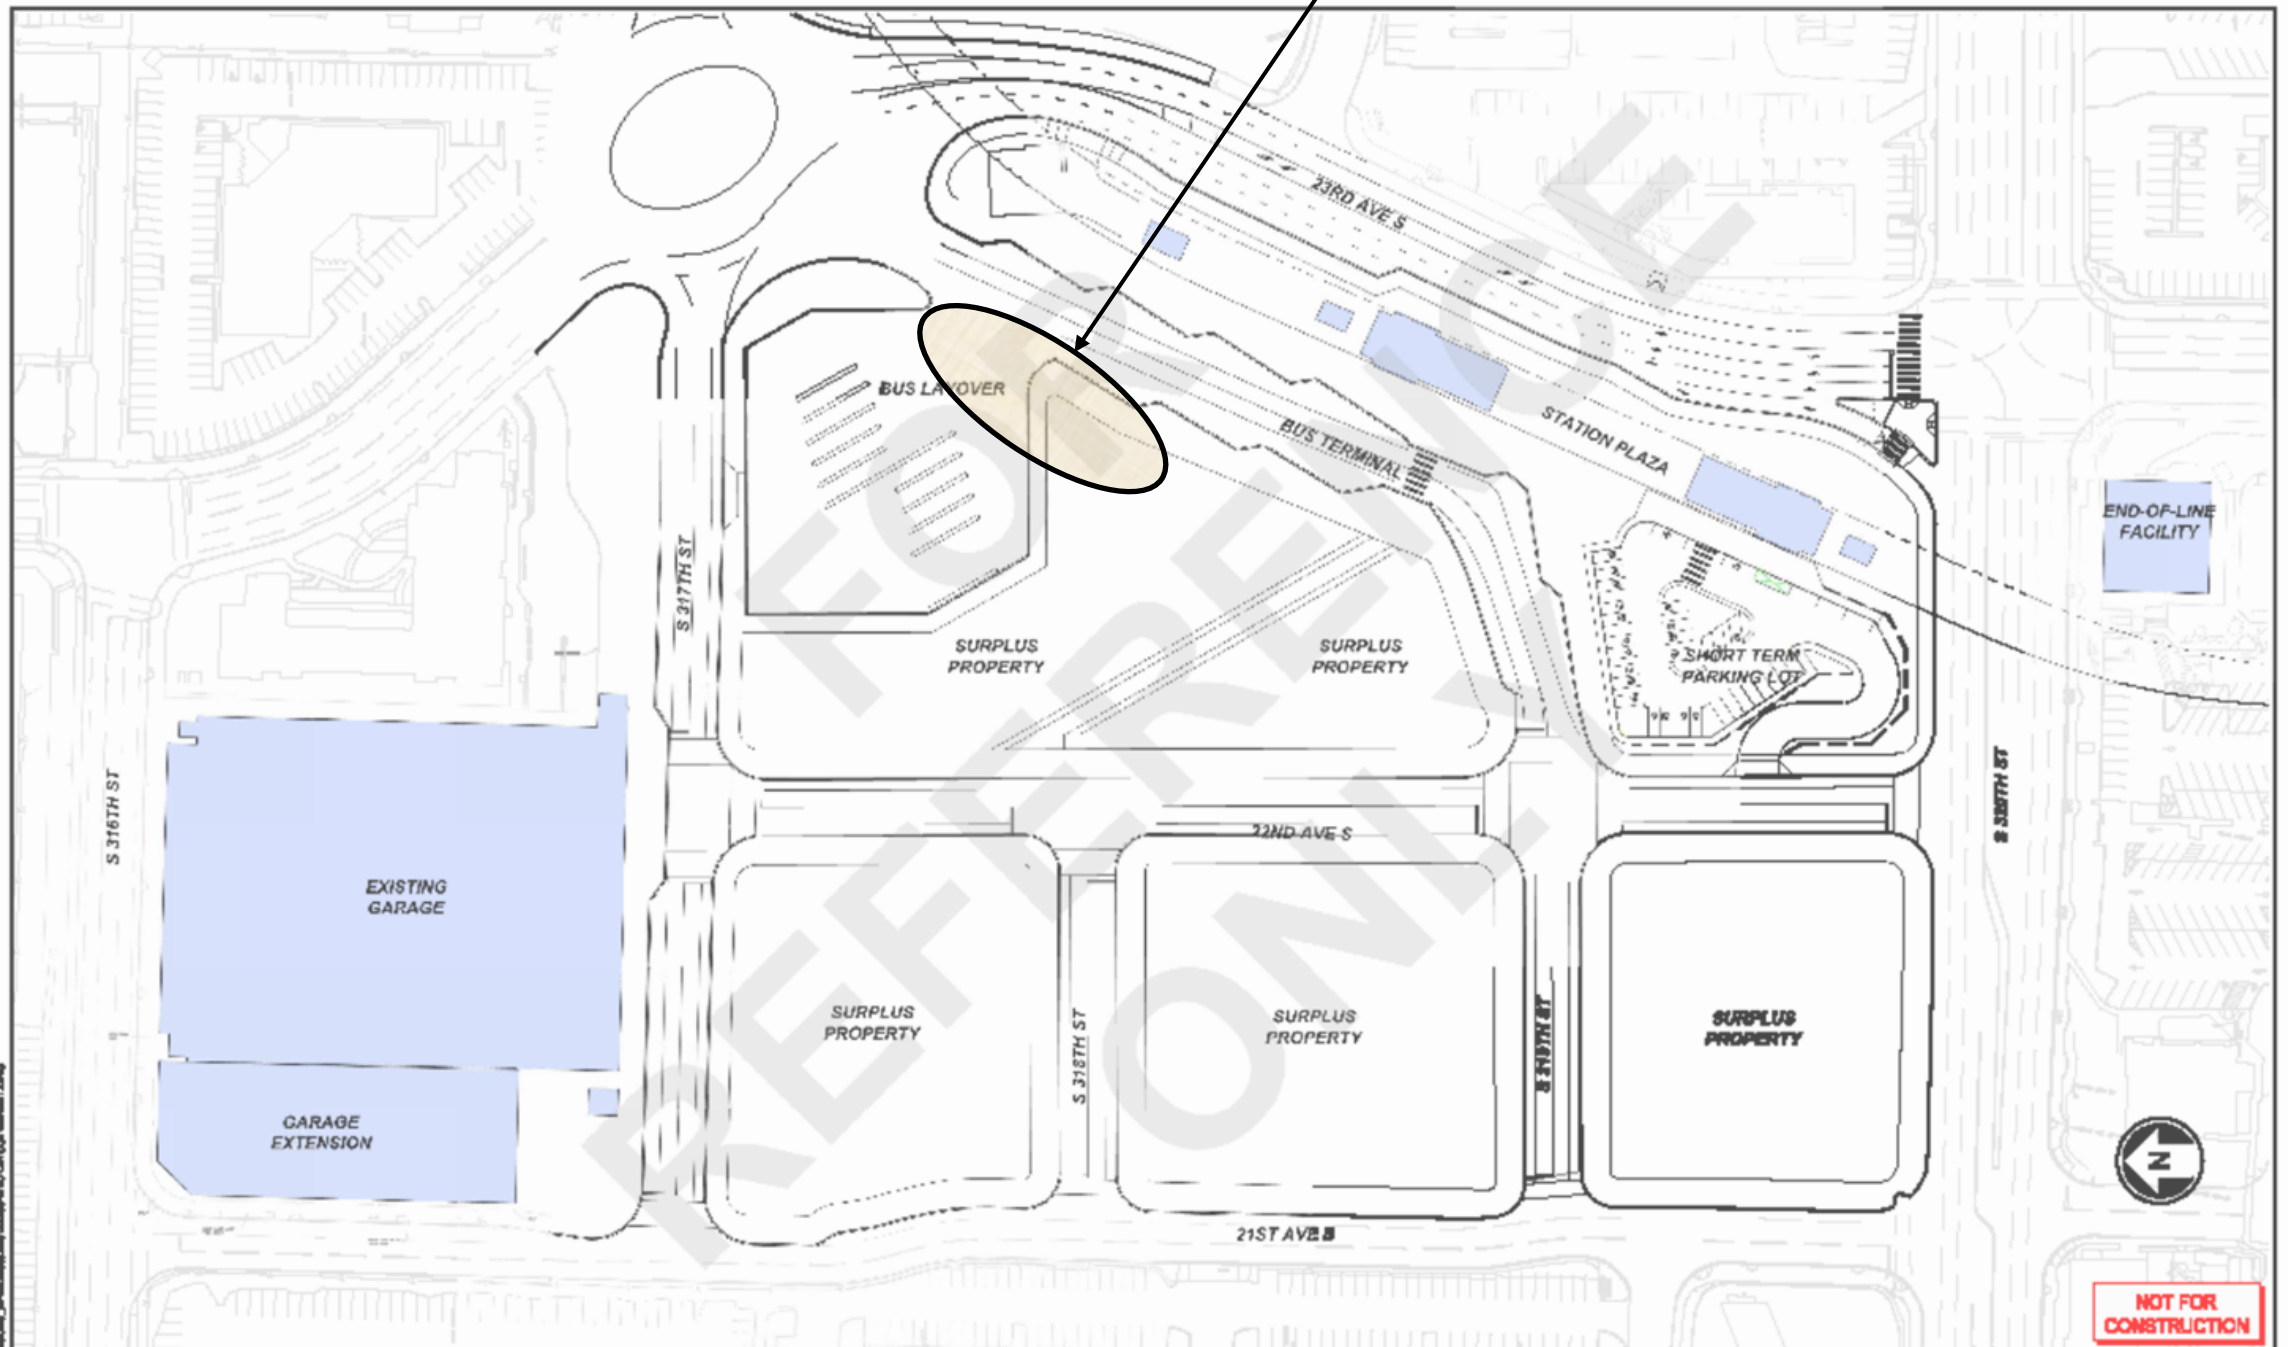 23RD AVE S
BUS LAYOVER
BUS TERMINAL
STATION PLAZA
END-OF-LINE
FACILITY
S 317TH ST
SURPLUS
PROPERTY
SURPLUS
PROPERTY
SHORT TERM
PARKING LOT
S 316TH ST
22ND AVE S
EXISTING
GARAGE
SURPLUS
PROPERTY
S 318TH ST
SURPLUS
PROPERTY
S 319TH ST
SURPLUS
PROPERTY
S 320TH ST
GARAGE
EXTENSION
21ST AVE S
N
FOR
REFERENCE
ONLY
NOT FOR
CONSTRUCTION